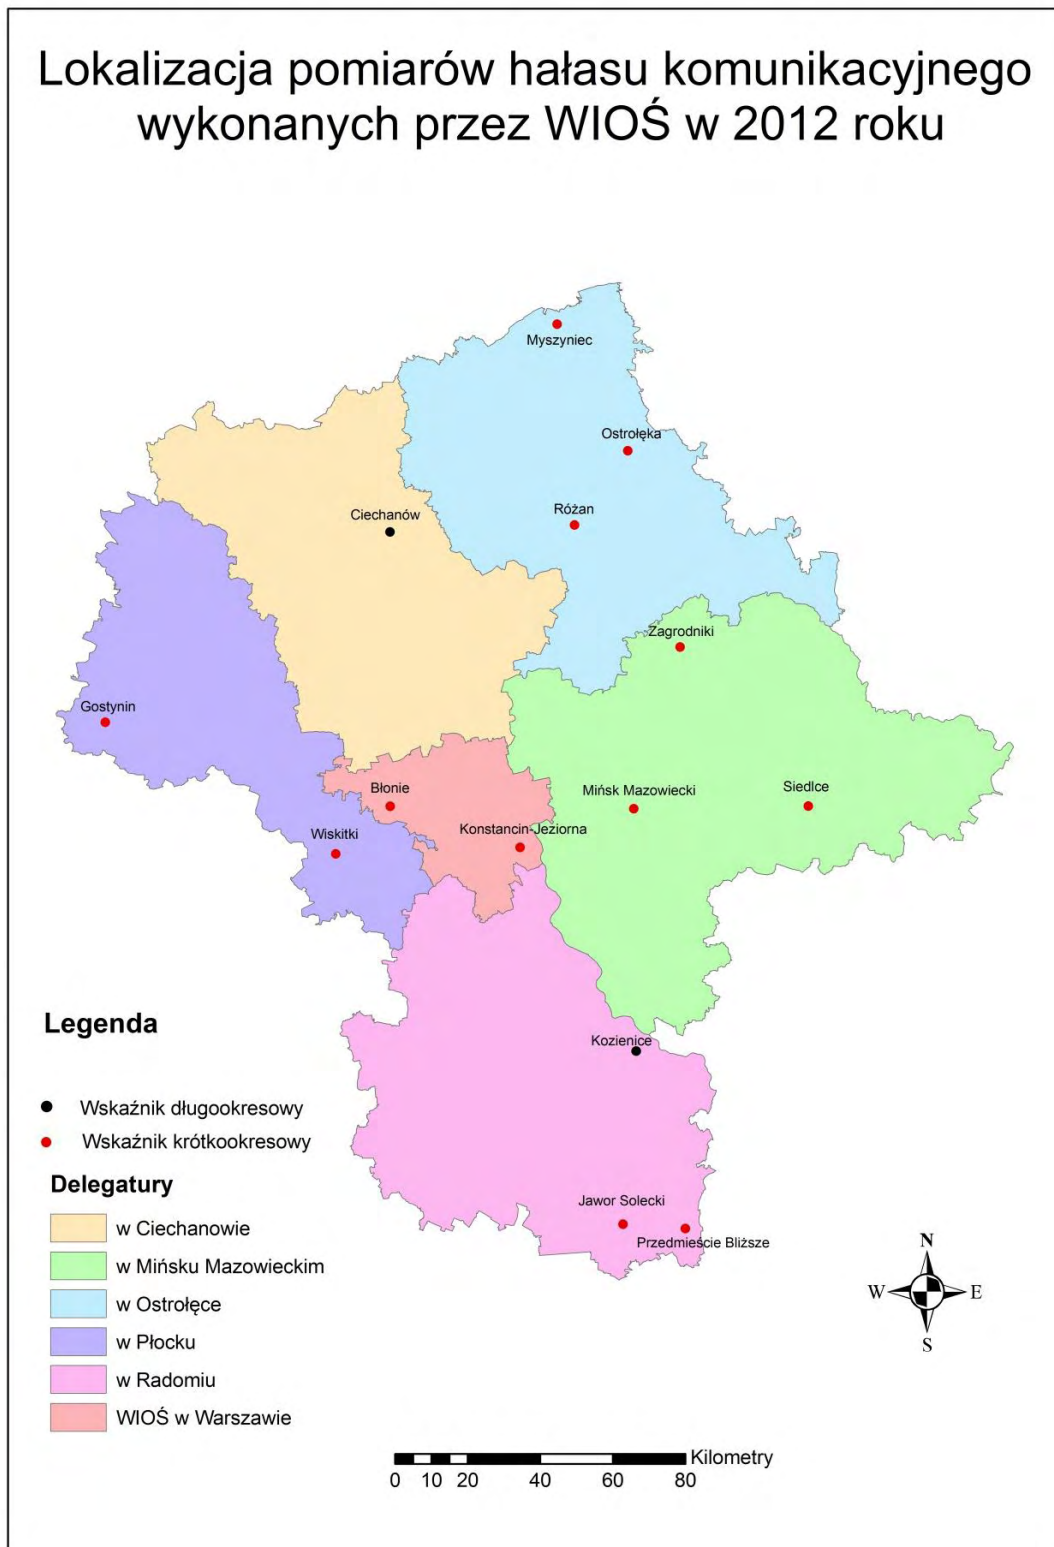 Lokalizacja pomiarów hałasu komunikacyjnego
wykonanych przez WIOŚ w 2012 roku
Myszyniec
Ostrołęka
Różan
Ciechanów
Zagrodniki
Gostynin
Błonie
Mińsk Mazowiecki
Siedlce
Wiskitki
Konstancin-Jeziorna
Kozienice
Jawor Solecki
Przedmieście Bliższe
Legenda
Wskaźnik długookresowy
Wskaźnik krótkookresowy
Delegatury
w Ciechanowie
w Mińsku Mazowieckim
w Ostrołęce
w Płocku
w Radomiu
WIOŚ w Warszawie
N
W E
S
Kilometry
0 10 20 40 60 80